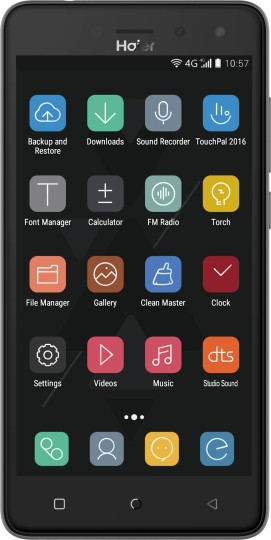 Haier
4G 10:57
Backup and Restore Downloads Sound Recorder TouchPal 2016
T
Font Manager Calculator FM Radio Torch
File Manager Gallery Clean Master Clock
dts
Settings Videos Music Studio Sound